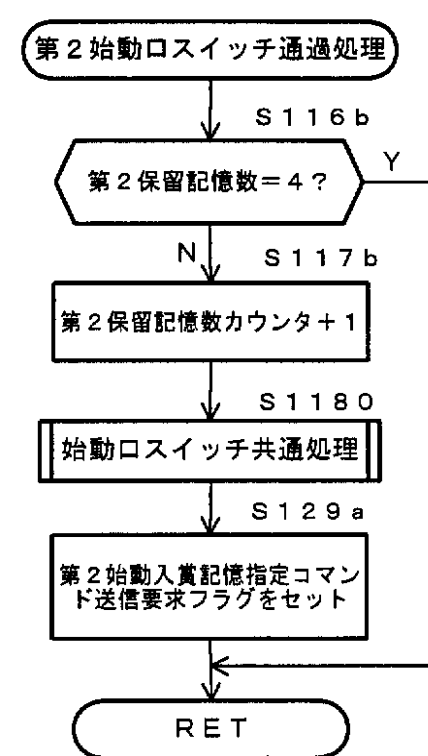 第2始動口スイッチ通過処理
S116b
第2保留記憶数＝4？
Y
N
S117b
第2保留記憶数カウンタ＋1
S1180
始動口スイッチ共通処理
S129a
第2始動入賞記憶指定コマン
ド送信要求フラグをセット
RET